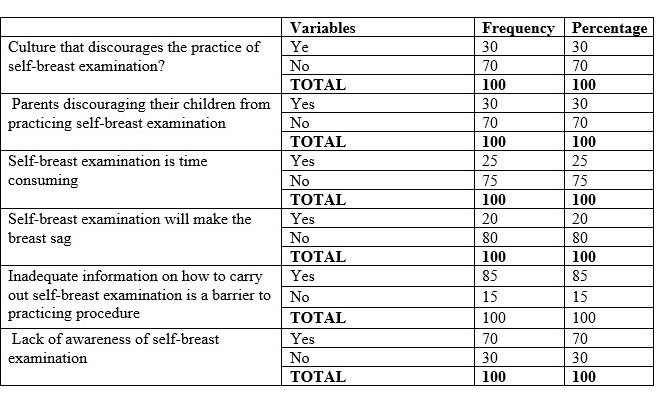 Variables Frequency Percentage
Culture that discourages the practice of Ye 30 30
self-breast examination? No 70 70
TOTAL 100 100
Parents discouraging their children from Yes 30 30
practicing self-breast examination No 70 70
TOTAL 100 100
Self-breast examination is time Yes 25 25
consuming No 75 75
TOTAL 100 100
Self-breast examination will make the Yes 20 20
breast sag No 80 80
TOTAL 100 100
Inadequate information on how to carry Yes 85 85
out self-breast examination is a barrier to No 15 15
practicing procedure TOTAL 100 100
Lack of awareness of self-breast Yes 70 70
examination No 30 30
TOTAL 100 100